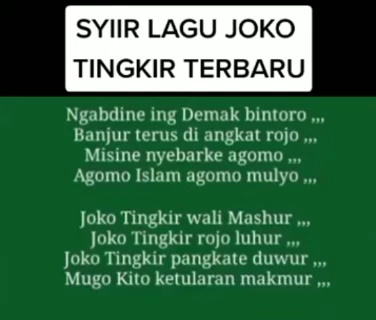 SYIIR LAGU JOKO
TINGKIR TERBARU
Ngabdine ing Demak bintoro ,,,
Banjur terus di angkat rojo ,,,
Misine nyebarke agomo ,,,
Agomo Islam agomo mulyo ,,,
Joko Tingkir wali Mashur ,,,
Joko Tingkir rojo luhur ,,,
Joko Tingkir pangkate duwur ,,,
Mugo Kito ketularan makmur ,,,